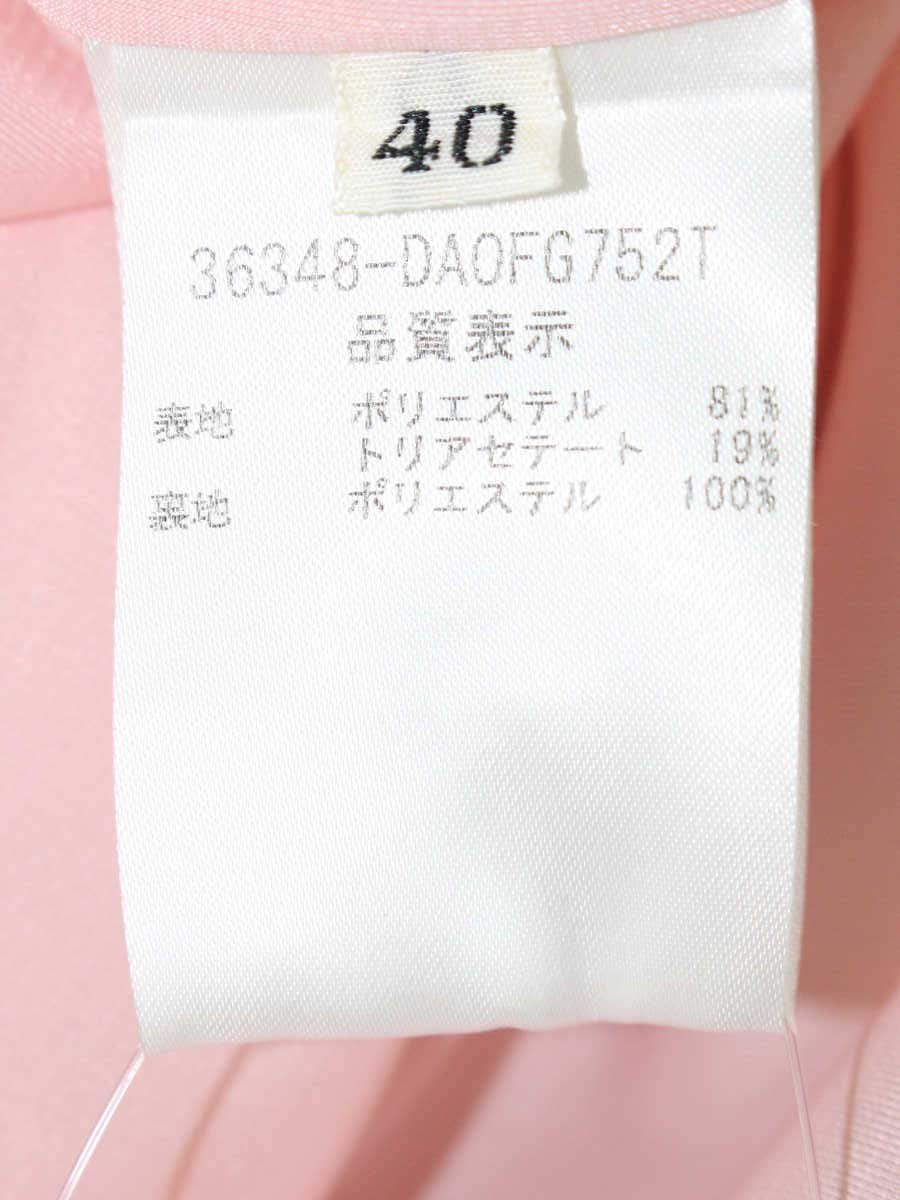 40
36348-DA0FG752T
品質表示
表地 ポリエステル 81%
トリアセテート 19%
裏地 ポリエステル 100%